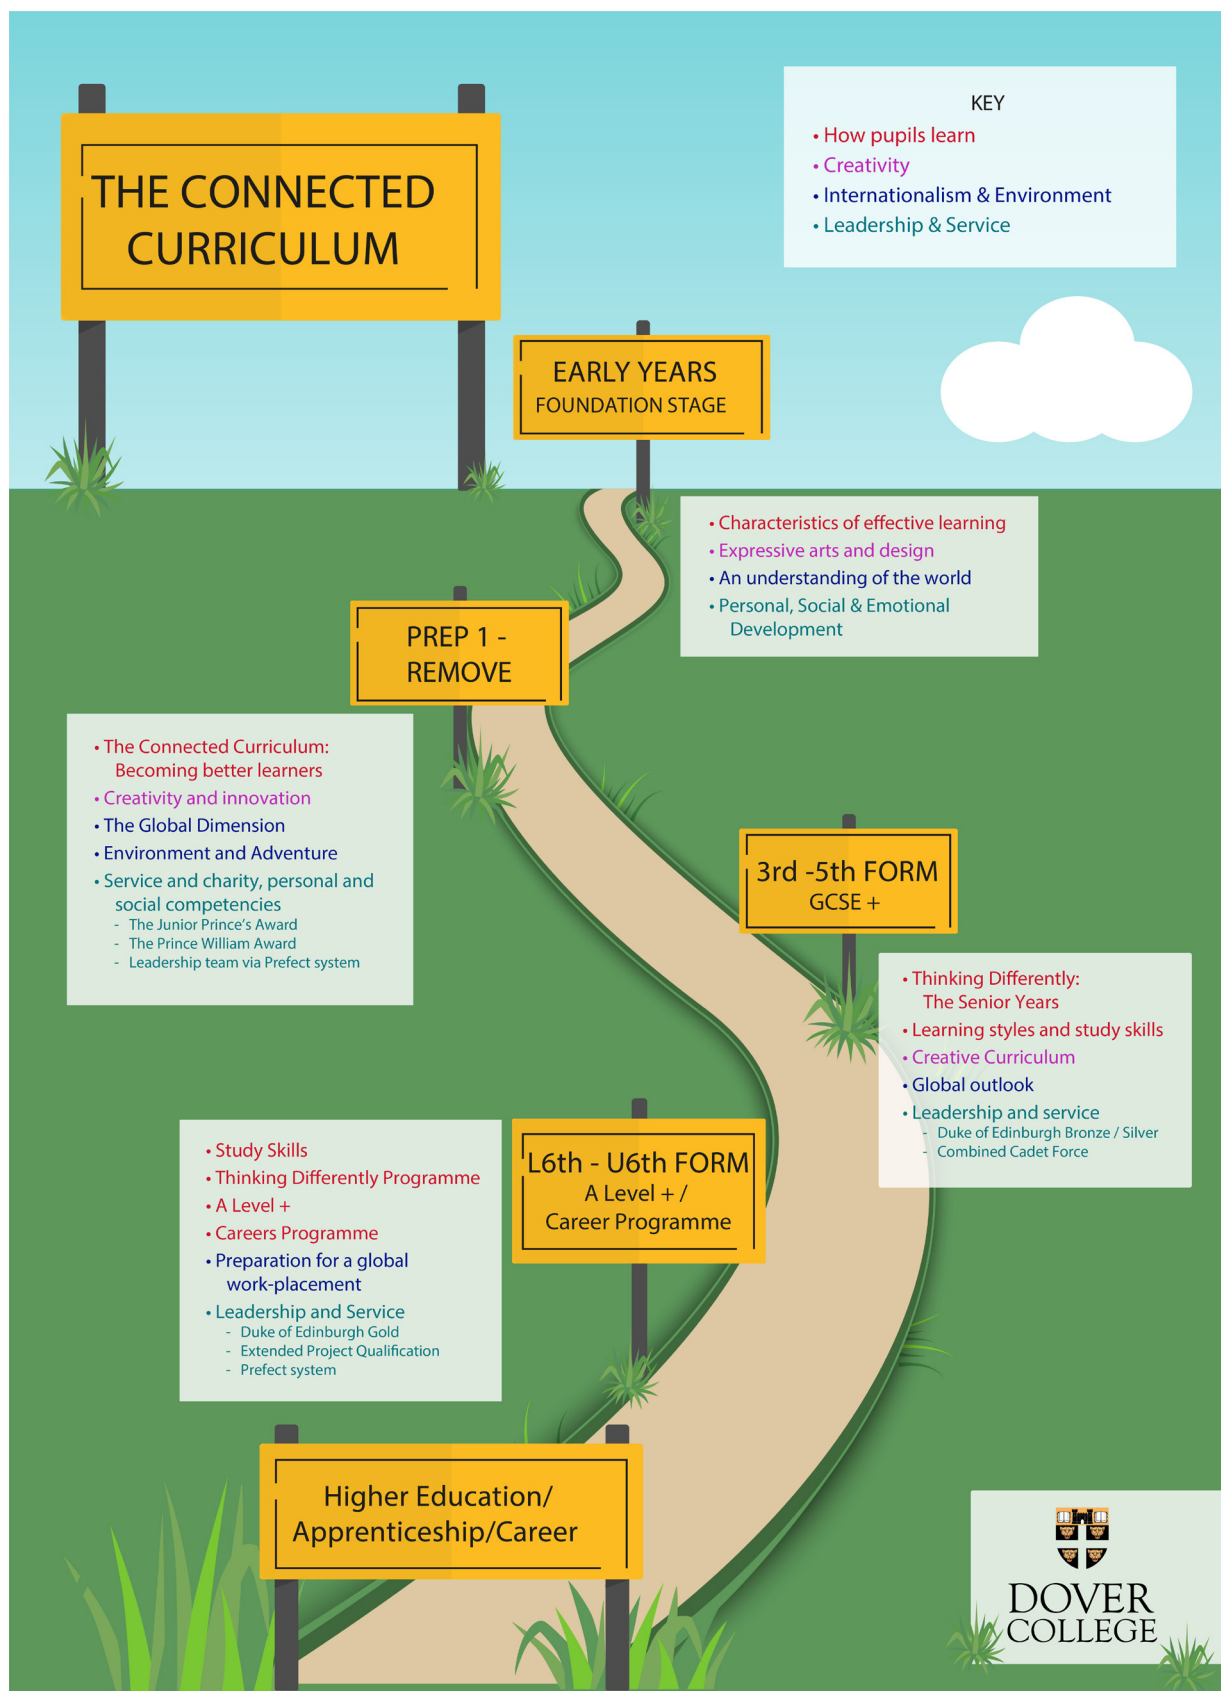 THE CONNECTED
CURRICULUM
KEY
• How pupils learn
• Creativity
• Internationalism & Environment
• Leadership & Service
EARLY YEARS
FOUNDATION STAGE
• Characteristics of effective learning
• Expressive arts and design
• An understanding of the world
• Personal, Social & Emotional
Development
PREP 1 -
REMOVE
• The Connected Curriculum:
Becoming better learners
• Creativity and innovation
• The Global Dimension
• Environment and Adventure
• Service and charity, personal and
social competencies
- The Junior Prince's Award
- The Prince William Award
- Leadership team via Prefect system
3rd -5th FORM
GCSE +
• Thinking Differently:
The Senior Years
• Learning styles and study skills
• Creative Curriculum
• Global outlook
• Leadership and service
- Duke of Edinburgh Bronze / Silver
- Combined Cadet Force
L6th - U6th FORM
A Level + /
Career Programme
• Study Skills
• Thinking Differently Programme
• A Level +
• Careers Programme
• Preparation for a global
work-placement
• Leadership and Service
- Duke of Edinburgh Gold
- Extended Project Qualification
- Prefect system
Higher Education/
Apprenticeship/Career
DOVER
COLLEGE